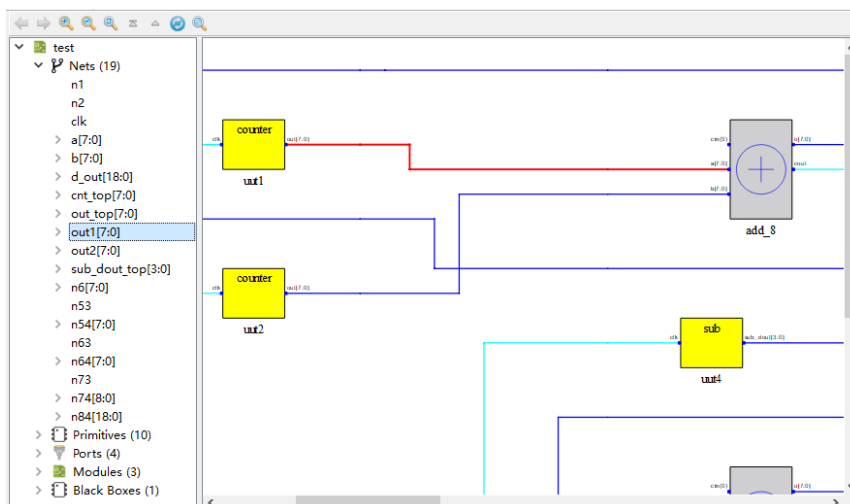 test
Nets (19)
n1
n2
clk
a[7:0]
b[7:0]
d_out[18:0]
cnt_top[7:0]
out_top[7:0]
out1[7:0]
out2[7:0]
sub_dout_top[3:0]
n6[7:0]
n53
n54[7:0]
n63
n64[7:0]
n73
n74[8:0]
n84[18:0]
Primitives (10)
Ports (4)
Modules (3)
Black Boxes (1)
counter
clk
out[7:0]
uut1
cin[0]
o[7:0]
a[7:0]
cout
b[7:0]
add_8
counter
clk
out[7:0]
uut2
sub
clk
sub_dout[3:0]
uut4
cin[0]
o[7:0]